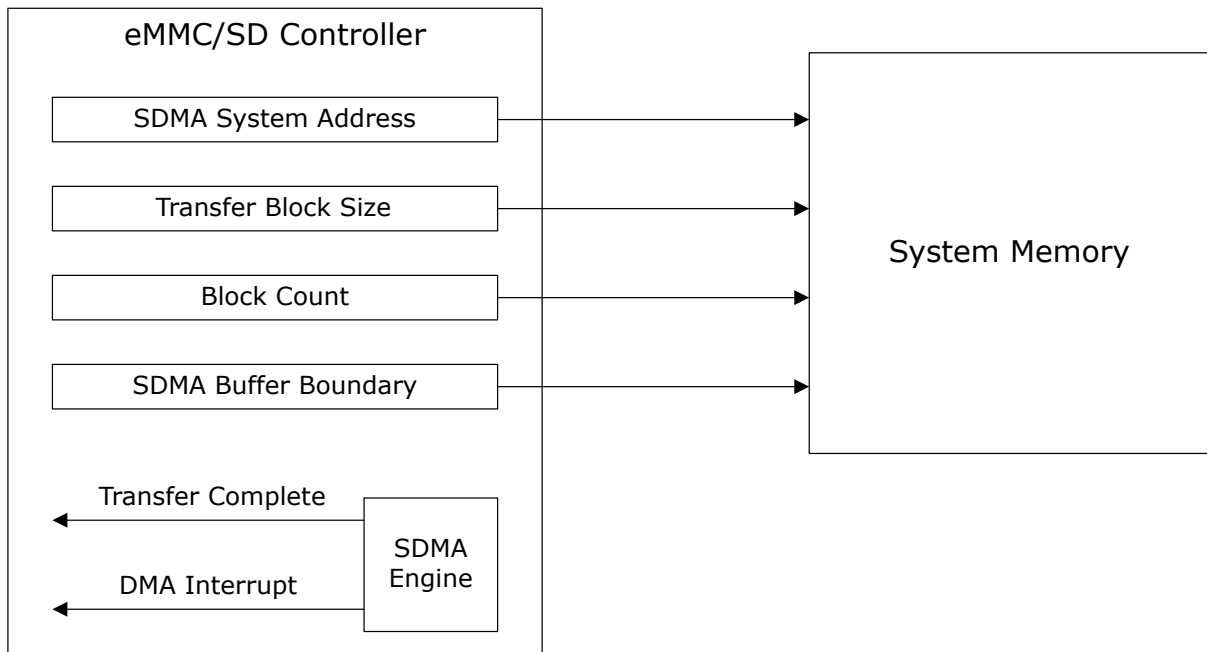 eMMC/SD Controller
SDMA System Address
Transfer Block Size
Block Count
SDMA Buffer Boundary
System Memory
Transfer Complete
DMA Interrupt
SDMA
Engine